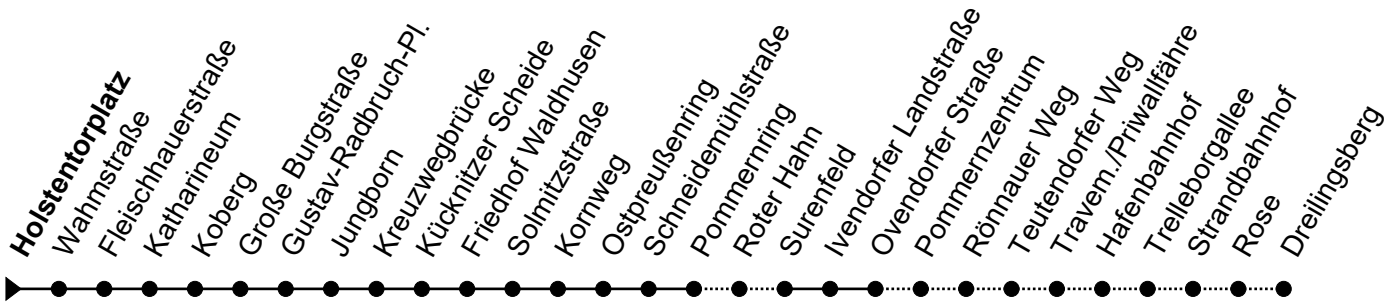 Holstentorplatz
Wahmstraße
Fleischhauerstraße
Katharineum
Koberg
Große Burgstraße
Gustav-Radbruch-Pl.
Jungborn
Kreuzwegbrücke
Kücknitzer Scheide
Friedhof Waldhusen
Solmitzstraße
Kornweg
Ostpreußenring
Schneidemühlstraße
Pommernring
Roter Hahn
Surenfeld
Ivendorfer Landstraße
Ovendorfer Straße
Pommernzentrum
Rönnauer Weg
Teutendorfer Weg
Travem./Priwallfähre
Hafenbahnhof
Trelleborgallee
Strandbahnhof
Rose
Dreilingsberg